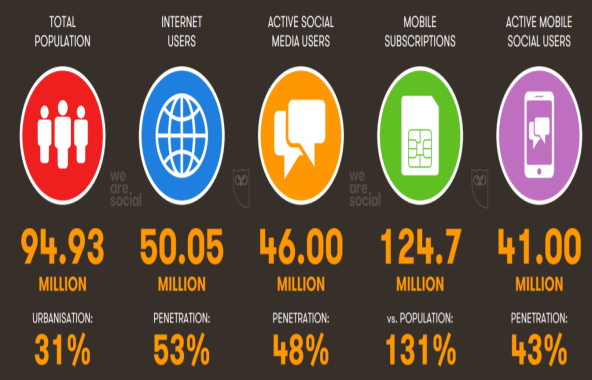 TOTAL
POPULATION
94.93
MILLION
URBANISATION:
31%
INTERNET
USERS
50.05
MILLION
PENETRATION:
53%
ACTIVE SOCIAL
MEDIA USERS
46.00
MILLION
PENETRATION:
48%
MOBILE
SUBSCRIPTIONS
124.7
MILLION
vs. POPULATION:
131%
ACTIVE MOBILE
SOCIAL USERS
41.00
MILLION
PENETRATION:
43%
we
are
social
we
are
social